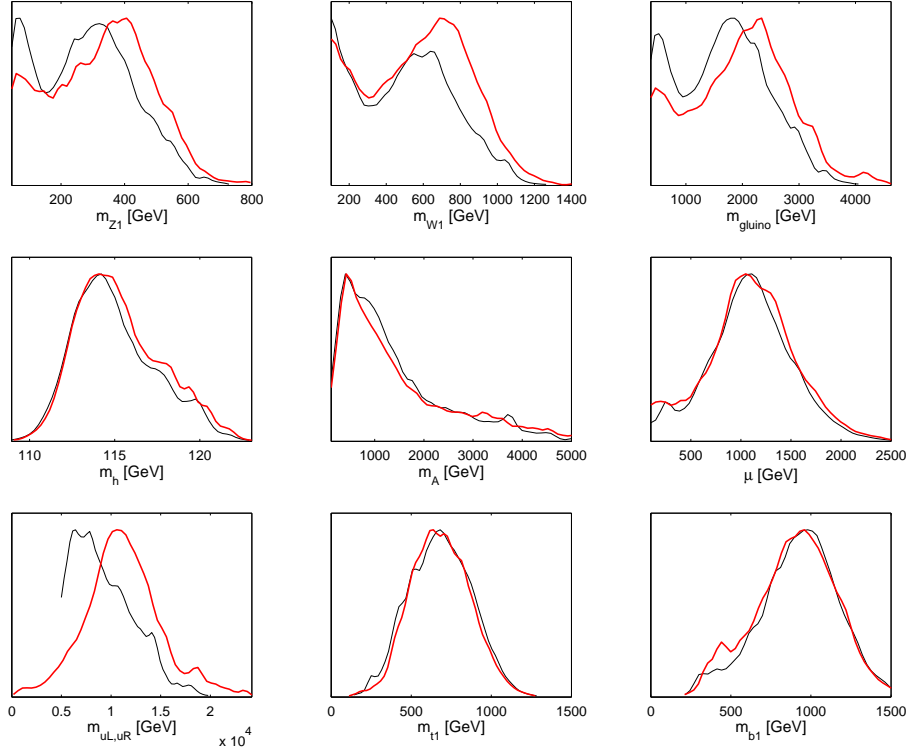 200 400 600 800
m_Z1 [GeV]
200 400 600 800 1000 1200 1400
m_W1 [GeV]
1000 2000 3000 4000
m_gluino [GeV]
110 115 120
m_h [GeV]
1000 2000 3000 4000 5000
m_A [GeV]
500 1000 1500 2000 2500
μ [GeV]
0 0.5 1 1.5 2
x 10^4
m_uL,uR [GeV]
0 500 1000 1500
m_t1 [GeV]
0 500 1000 1500
m_b1 [GeV]